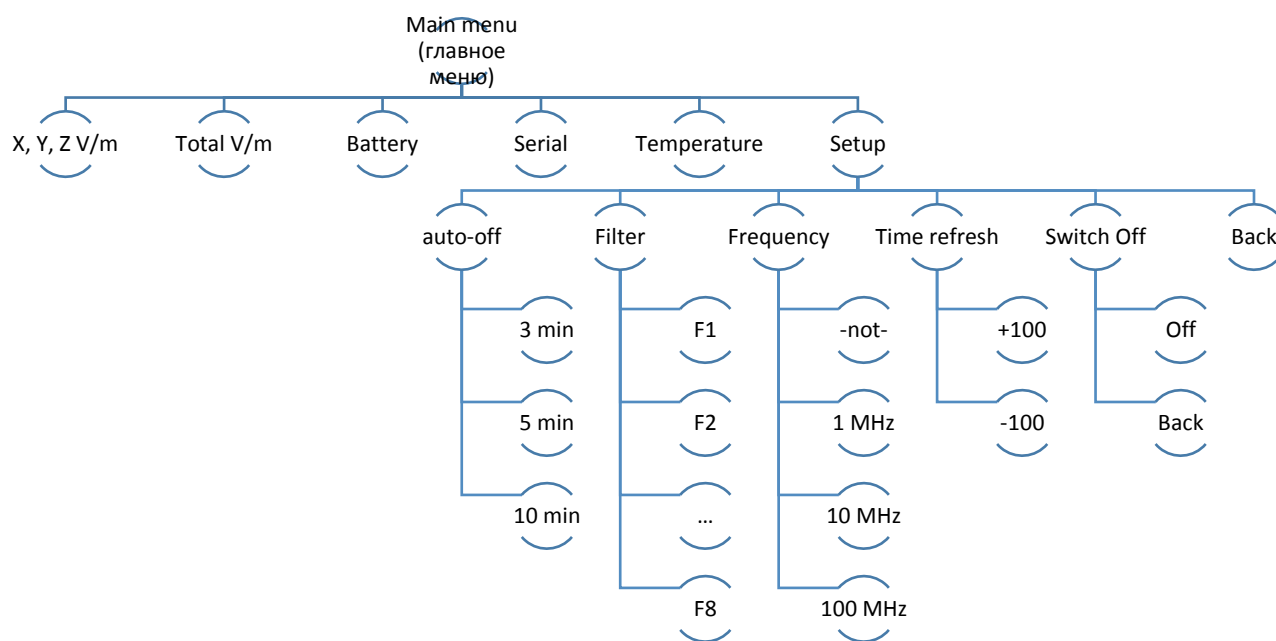 Main menu
(главное
меню)
X, Y, Z V/m
Total V/m
Battery
Serial
Temperature
Setup
auto-off
Filter
Frequency
Time refresh
Switch Off
Back
3 min
F1
-not-
+100
Off
5 min
F2
1 MHz
-100
Back
10 min
...
10 MHz
F8
100 MHz